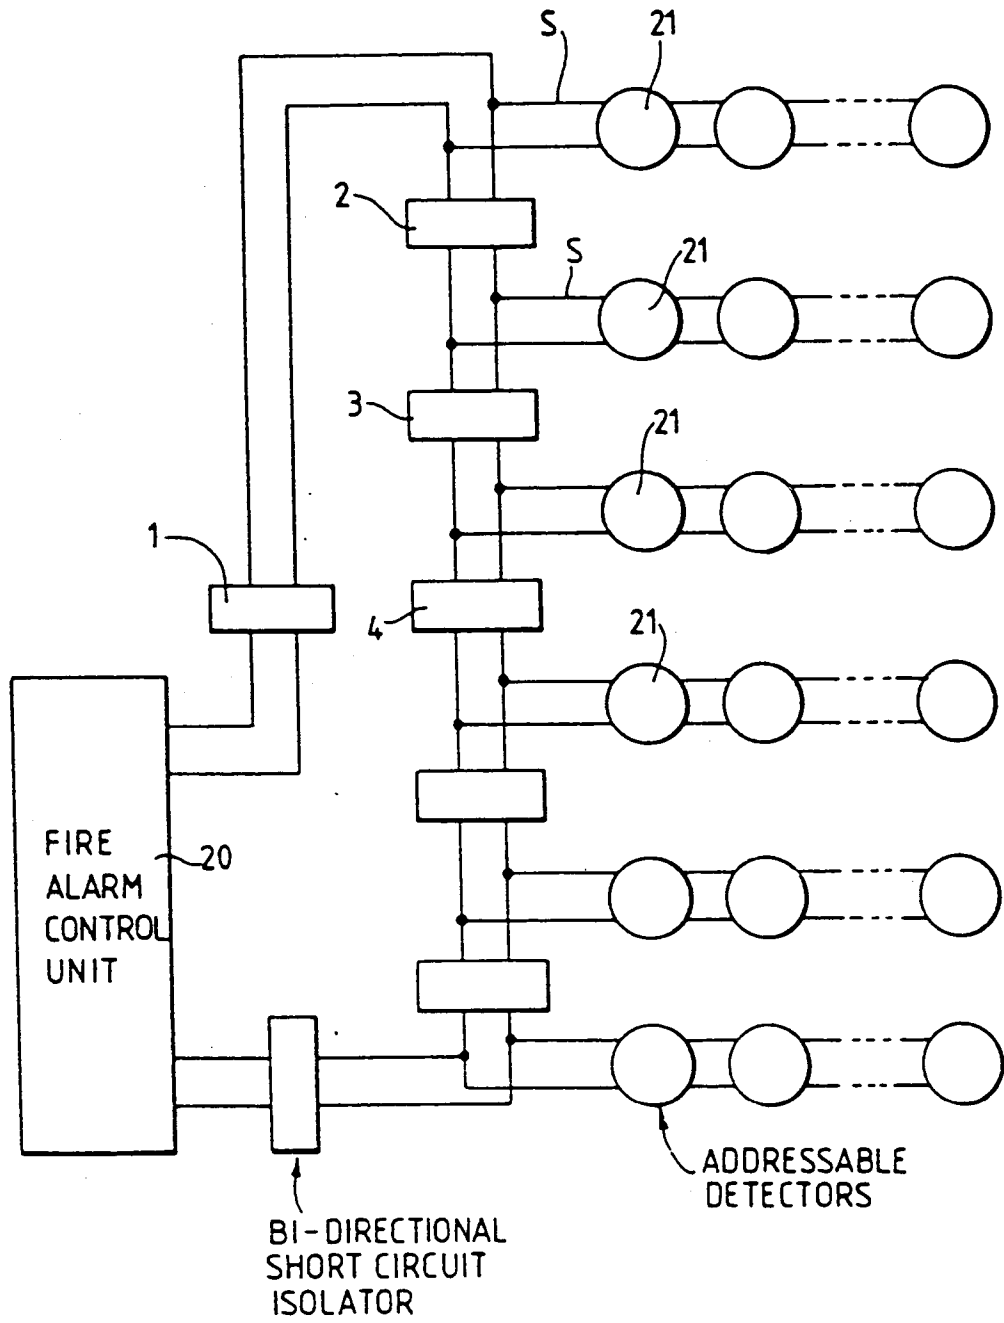 S
21
2
S
21
3
21
1
4
21
FIRE
ALARM
CONTROL
UNIT
20
ADDRESSABLE
DETECTORS
BI-DIRECTIONAL
SHORT CIRCUIT
ISOLATOR